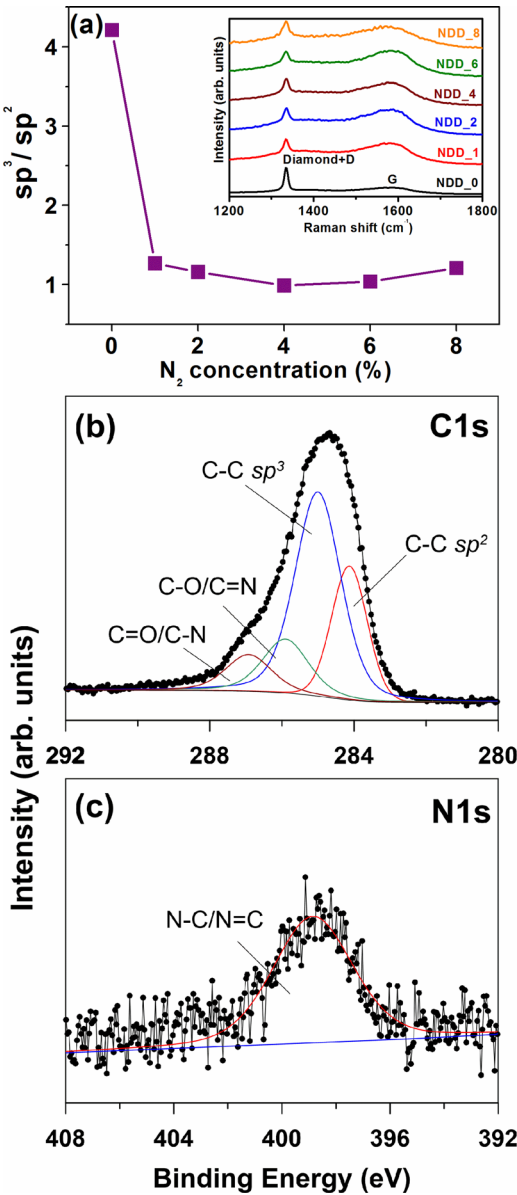 (a)
sp³/ sp²
4
3
2
1
0 2 4 6 8
N₂ concentration (%)
Intensity (arb. units)
NDD_8
NDD_6
NDD_4
NDD_2
NDD_1
NDD_0
Diamond+D
G
1200 1400 1600 1800
Raman shift (cm⁻¹)
(b)
C1s
C-C sp³
C-C sp²
C-O/C=N
C=O/C-N
292 288 284 280
Intensity (arb. units)
(c)
N1s
N-C/N=C
408 404 400 396 392
Binding Energy (eV)